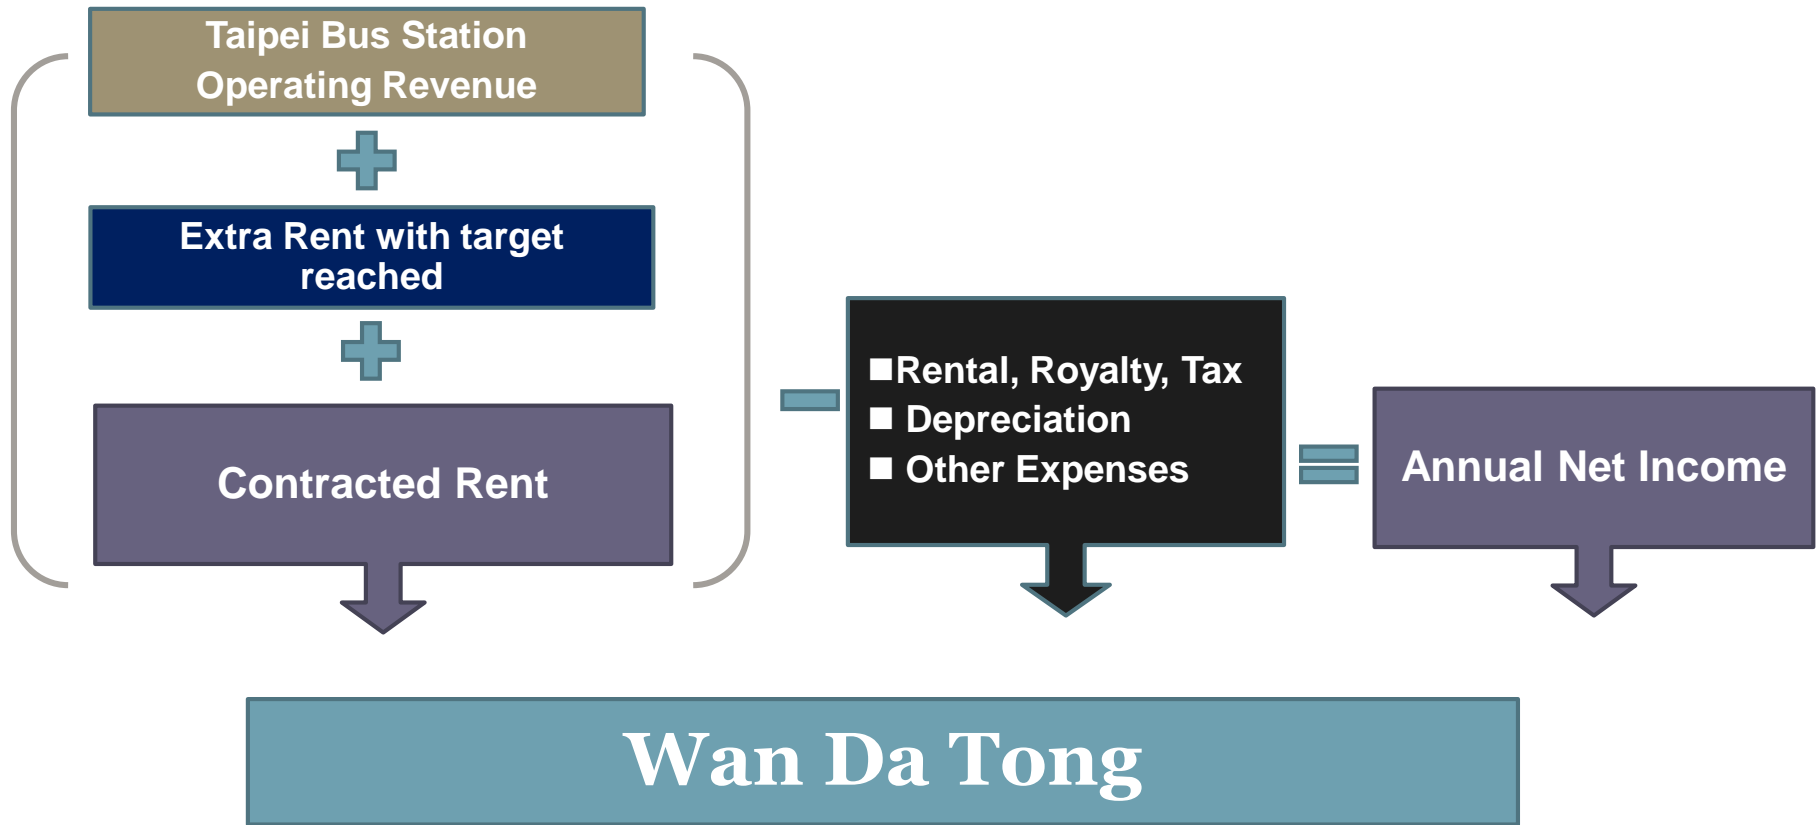 Taipei Bus Station
Operating Revenue
Extra Rent with target
reached
Contracted Rent
■Rental, Royalty, Tax
■ Depreciation
■ Other Expenses
Annual Net Income
Wan Da Tong